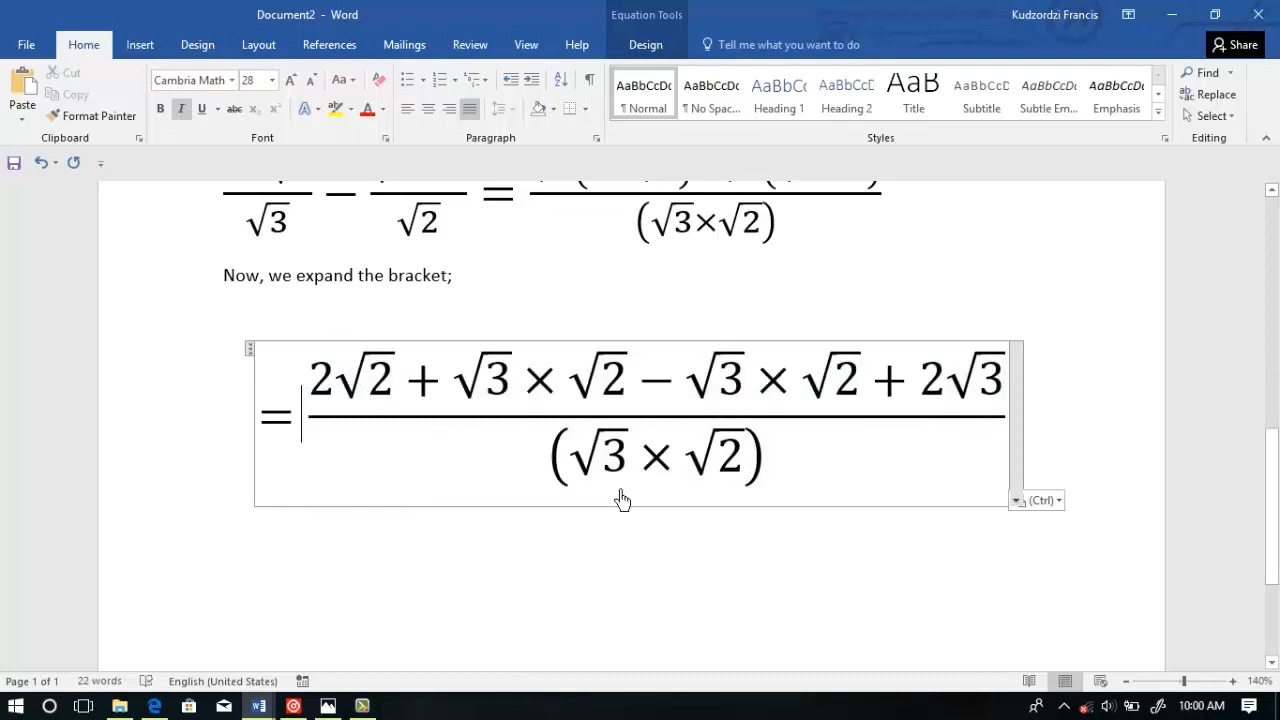 Document2 - Word
Equation Tools
Kudzordzi Francis
File Home Insert Design Layout References Mailings Review View Help Design Tell me what you want to do Share
Paste
Cut
Copy
Format Painter
Clipboard
Cambria Math 28
Font
Paragraph
AaBbCcDc AaBbCcDc AaBbCc AaBbCcD AaB AaBbCcD AaBbCcDc AaBbCcDc
¶ Normal ¶ No Spac... Heading 1 Heading 2 Title Subtitle Subtle Em... Emphasis
Styles
Find
Replace
Select
Editing
√3 − √2 = (√3×√2)
Now, we expand the bracket;
2√2 + √3 × √2 − √3 × √2 + 2√3
=
(√3 × √2)
(Ctrl)
Page 1 of 1 22 words English (United States) 140%
10:00 AM